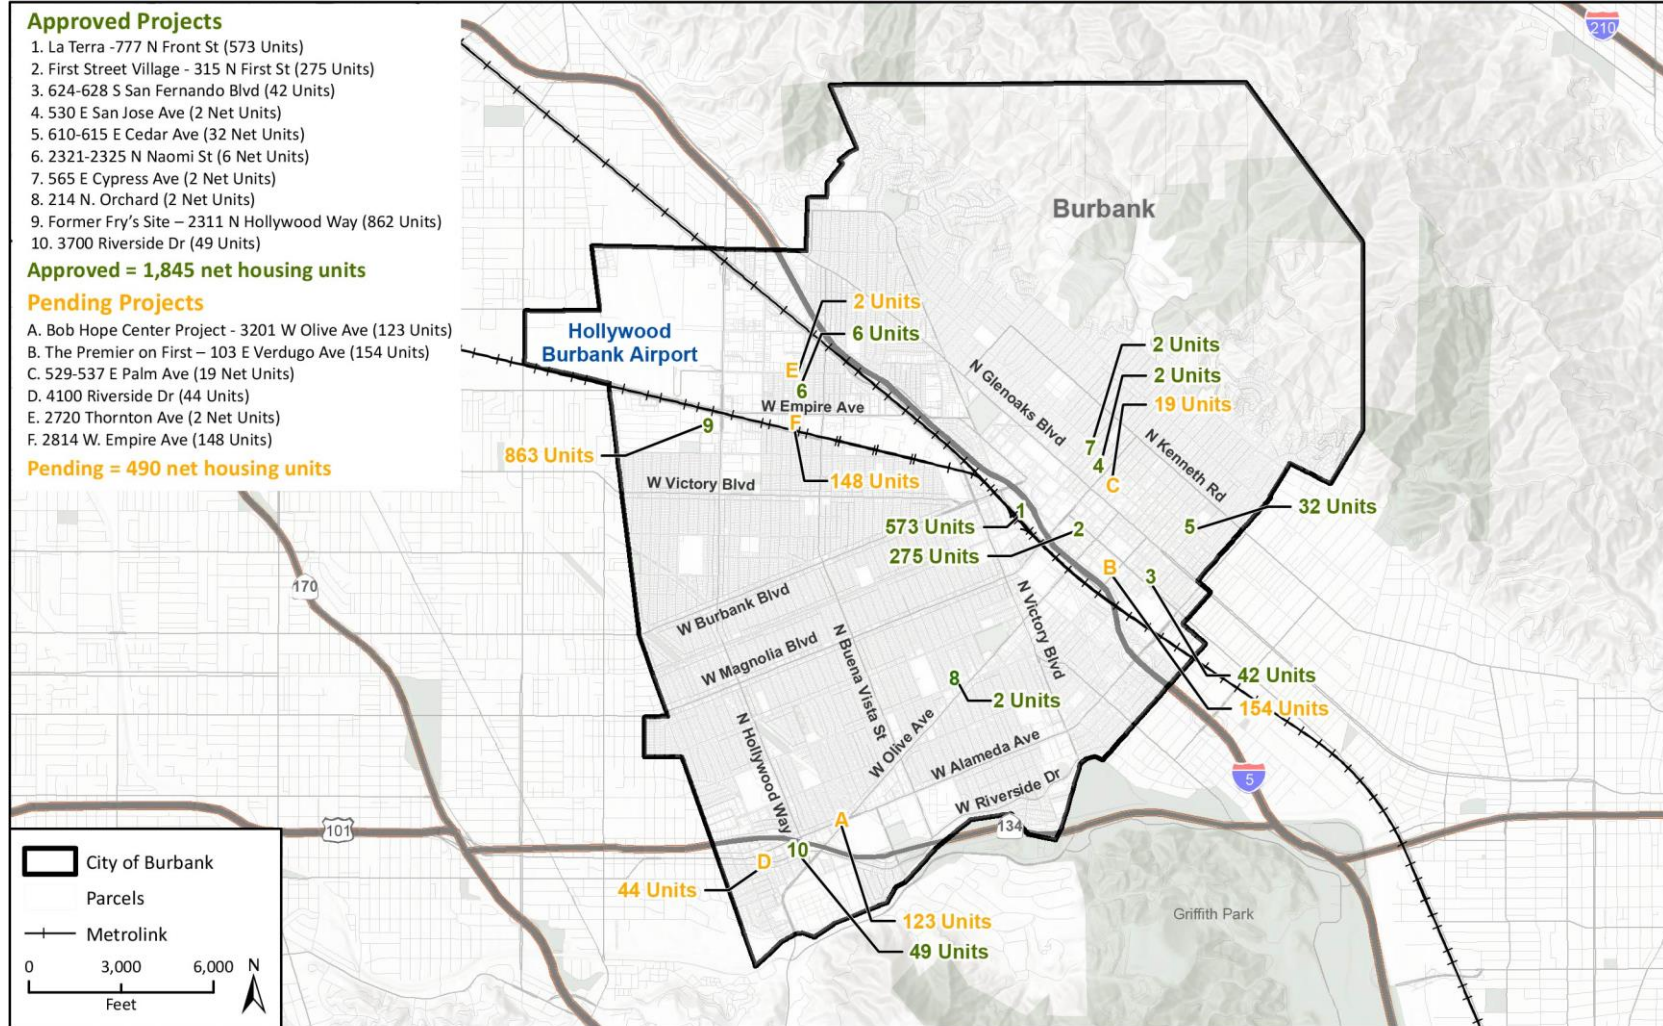 Approved Projects
1. La Terra -777 N Front St (573 Units)
2. First Street Village - 315 N First St (275 Units)
3. 624-628 S San Fernando Blvd (42 Units)
4. 530 E San Jose Ave (2 Net Units)
5. 610-615 E Cedar Ave (32 Net Units)
6. 2321-2325 N Naomi St (6 Net Units)
7. 565 E Cypress Ave (2 Net Units)
8. 214 N. Orchard (2 Net Units)
9. Former Fry's Site – 2311 N Hollywood Way (862 Units)
10. 3700 Riverside Dr (49 Units)
Approved = 1,845 net housing units
Pending Projects
A. Bob Hope Center Project - 3201 W Olive Ave (123 Units)
B. The Premier on First – 103 E Verdugo Ave (154 Units)
C. 529-537 E Palm Ave (19 Net Units)
D. 4100 Riverside Dr (44 Units)
E. 2720 Thornton Ave (2 Net Units)
F. 2814 W. Empire Ave (148 Units)
Pending = 490 net housing units
210
Burbank
2 Units
Hollywood
Burbank Airport
6 Units
2 Units
E
2 Units
6
N Glenoaks Blvd
19 Units
W Empire Ave
9
F
7
4
N Kenneth Rd
863 Units
148 Units
W Victory Blvd
C
32 Units
1
573 Units
2
5
275 Units
B
3
170
W Burbank Blvd
N Victory Blvd
W Magnolia Blvd
N Buena Vista St
8
42 Units
2 Units
154 Units
N Hollywood Way
W Olive Ave
W Alameda Ave
5
W Riverside Dr
A
134
101
10
D
44 Units
123 Units
49 Units
Griffith Park
City of Burbank
Parcels
Metrolink
0 3,000 6,000
Feet
N